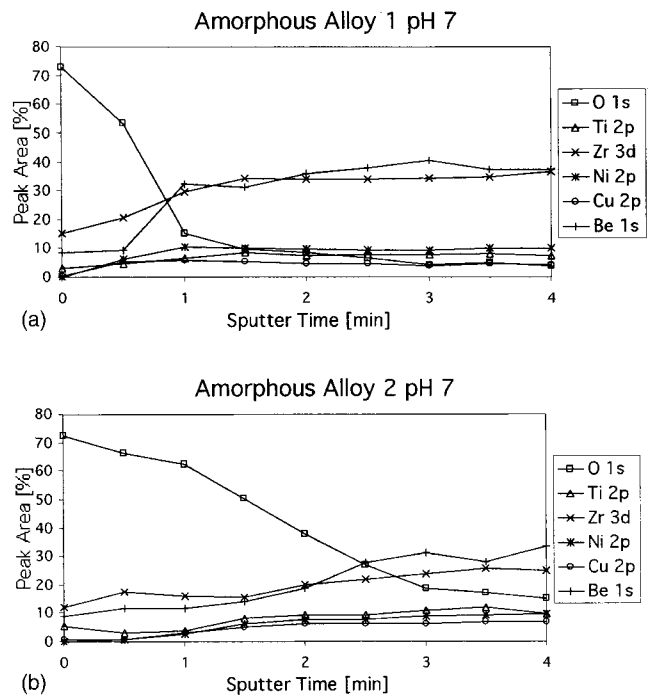 Amorphous Alloy 1 pH 7
80
70
60
50
40
30
20
10
0
Peak Area [%]
0 1 2 3 4
Sputter Time [min]
O 1s
Ti 2p
Zr 3d
Ni 2p
Cu 2p
Be 1s
(a)
Amorphous Alloy 2 pH 7
80
70
60
50
40
30
20
10
0
Peak Area [%]
0 1 2 3 4
Sputter Time [min]
O 1s
Ti 2p
Zr 3d
Ni 2p
Cu 2p
Be 1s
(b)